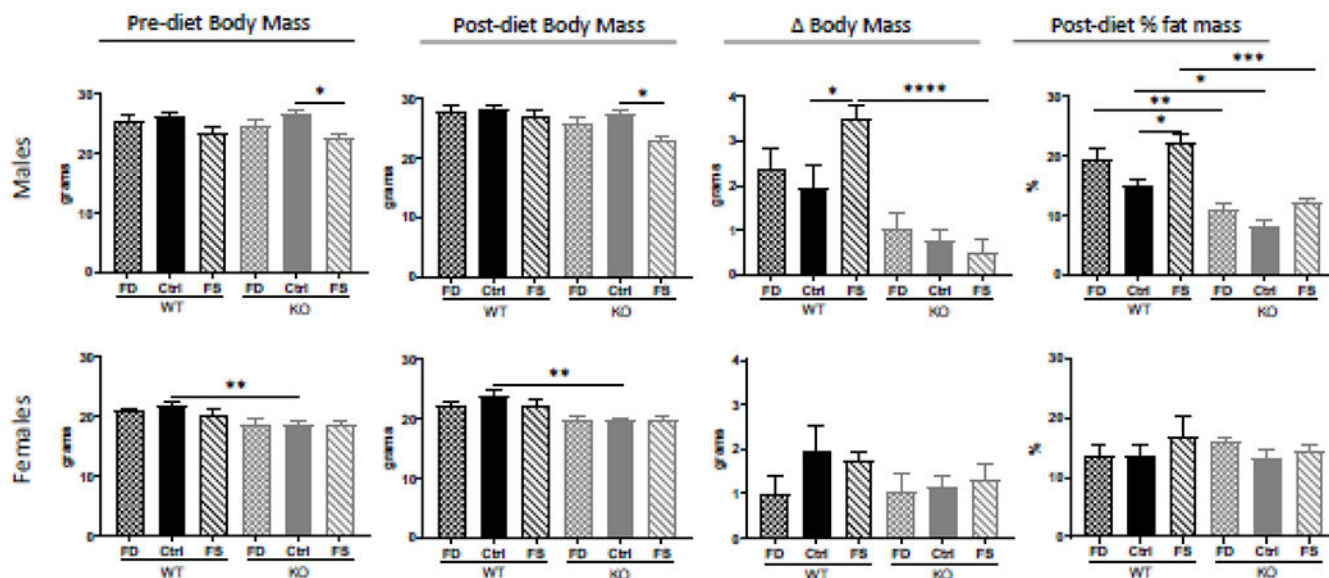 Pre-diet Body Mass
Post-diet Body Mass
Δ Body Mass
Post-diet % fat mass
Males
grams
30
20
10
0
*
FD Ctrl FS FD Ctrl FS
WT KO
grams
30
20
10
0
*
FD Ctrl FS FD Ctrl FS
WT KO
grams
4
3
2
1
0
* ****
FD Ctrl FS FD Ctrl FS
WT KO
%
30
20
10
0
***
*
**
*
FD Ctrl FS FD Ctrl FS
WT KO
Females
grams
30
20
10
0
**
FD Ctrl FS FD Ctrl FS
WT KO
grams
30
20
10
0
**
FD Ctrl FS FD Ctrl FS
WT KO
grams
4
3
2
1
0
FD Ctrl FS FD Ctrl FS
WT KO
%
30
20
10
0
FD Ctrl FS FD Ctrl FS
WT KO